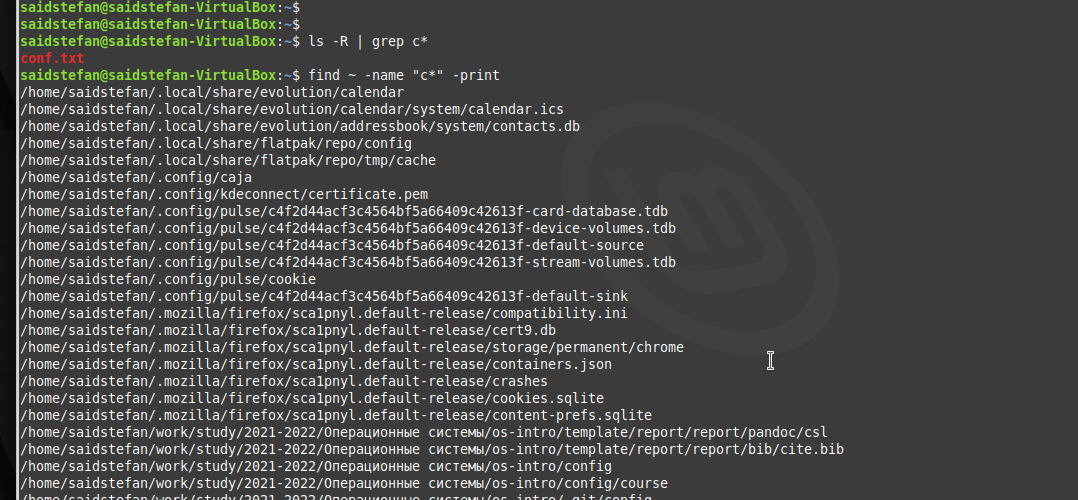 saidstefan@saidstefan-VirtualBox:~$
saidstefan@saidstefan-VirtualBox:~$
saidstefan@saidstefan-VirtualBox:~$ ls -R | grep c*
conf.txt
saidstefan@saidstefan-VirtualBox:~$ find ~ -name "c*" -print
/home/saidstefan/.local/share/evolution/calendar
/home/saidstefan/.local/share/evolution/calendar/system/calendar.ics
/home/saidstefan/.local/share/evolution/addressbook/system/contacts.db
/home/saidstefan/.local/share/flatpak/repo/config
/home/saidstefan/.local/share/flatpak/repo/tmp/cache
/home/saidstefan/.config/caja
/home/saidstefan/.config/kdeconnect/certificate.pem
/home/saidstefan/.config/pulse/c4f2d44acf3c4564bf5a66409c42613f-card-database.tdb
/home/saidstefan/.config/pulse/c4f2d44acf3c4564bf5a66409c42613f-device-volumes.tdb
/home/saidstefan/.config/pulse/c4f2d44acf3c4564bf5a66409c42613f-default-source
/home/saidstefan/.config/pulse/c4f2d44acf3c4564bf5a66409c42613f-stream-volumes.tdb
/home/saidstefan/.config/pulse/cookie
/home/saidstefan/.config/pulse/c4f2d44acf3c4564bf5a66409c42613f-default-sink
/home/saidstefan/.mozilla/firefox/sca1pnyl.default-release/compatibility.ini
/home/saidstefan/.mozilla/firefox/sca1pnyl.default-release/cert9.db
/home/saidstefan/.mozilla/firefox/sca1pnyl.default-release/storage/permanent/chrome
/home/saidstefan/.mozilla/firefox/sca1pnyl.default-release/containers.json
/home/saidstefan/.mozilla/firefox/sca1pnyl.default-release/crashes
/home/saidstefan/.mozilla/firefox/sca1pnyl.default-release/cookies.sqlite
/home/saidstefan/.mozilla/firefox/sca1pnyl.default-release/content-prefs.sqlite
/home/saidstefan/work/study/2021-2022/Операционные системы/os-intro/template/report/report/pandoc/csl
/home/saidstefan/work/study/2021-2022/Операционные системы/os-intro/template/report/report/bib/cite.bib
/home/saidstefan/work/study/2021-2022/Операционные системы/os-intro/config
/home/saidstefan/work/study/2021-2022/Операционные системы/os-intro/config/course
/home/saidstefan/work/study/2021-2022/Операционные системы/os-intro/.git/config